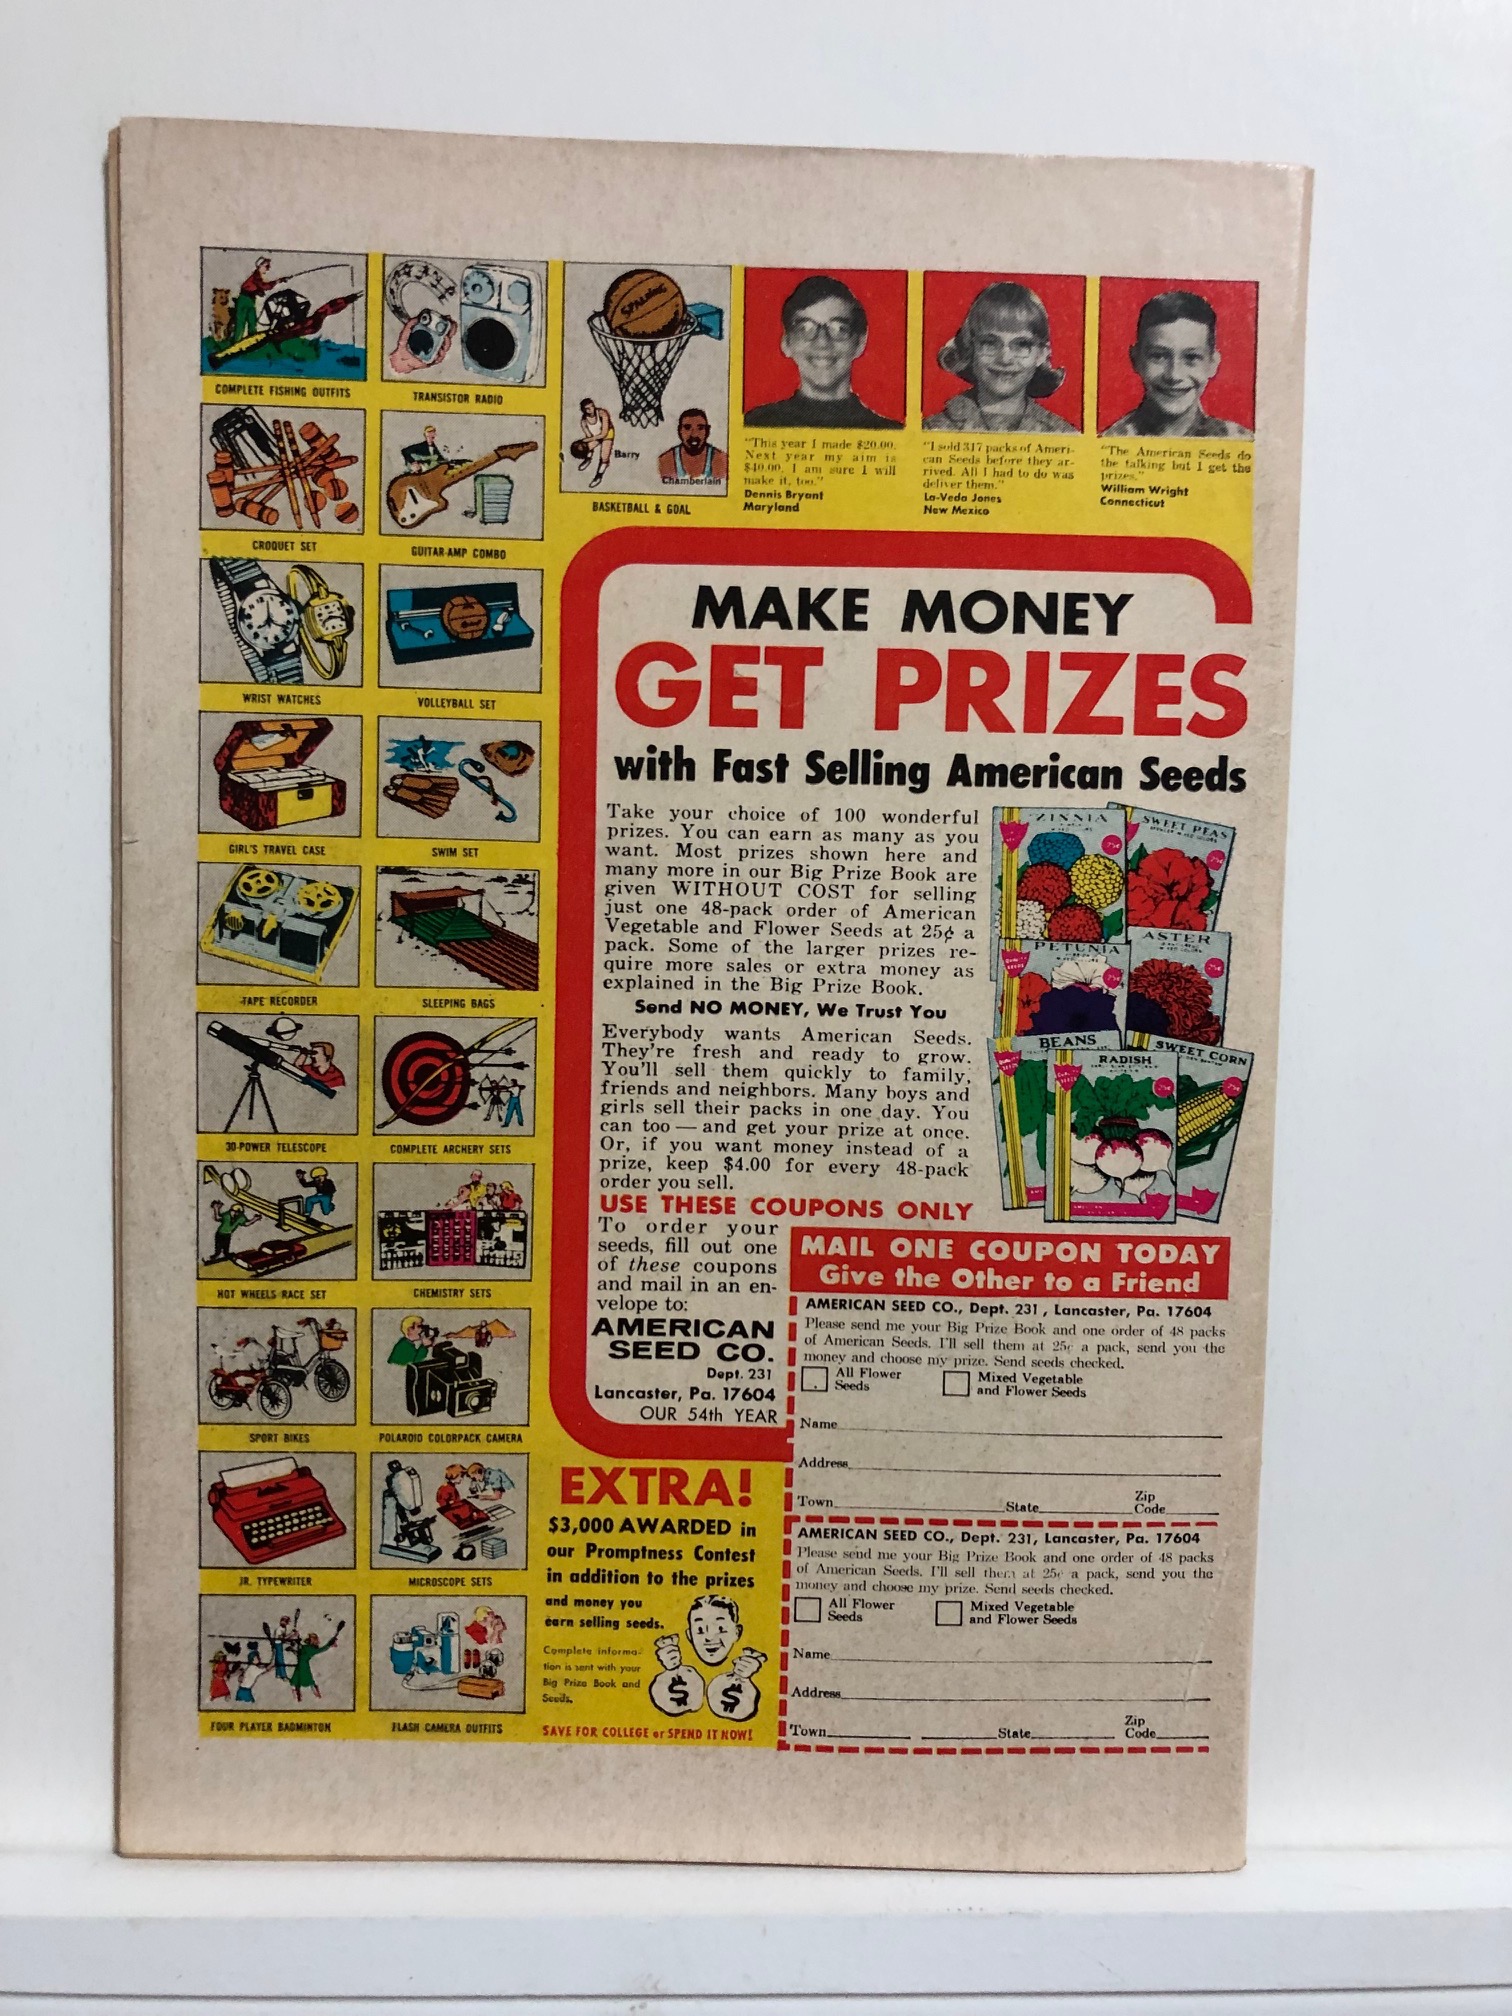 COMPLETE FISHING OUTFITS
TRANSISTOR RADIO
SPALDING
Barry
Chamberlain
BASKETBALL & GOAL
"This year I made $20.00.
Next year my aim is
$40.00. I am sure I will
make it, too."
Dennis Bryant
Maryland
"I sold 317 packs of Ameri-
can Seeds before they ar-
rived. All I had to do was
deliver them."
La-Veda Jones
New Mexico
"The American Seeds do
the talking but I get the
prizes."
William Wright
Connecticut
CROQUET SET
GUITAR-AMP COMBO
WRIST WATCHES
VOLLEYBALL SET
GIRL'S TRAVEL CASE
SWIM SET
TAPE RECORDER
SLEEPING BAGS
30-POWER TELESCOPE
COMPLETE ARCHERY SETS
HOT WHEELS RACE SET
CHEMISTRY SETS
SPORT BIKES
POLAROID COLORPACK CAMERA
JR. TYPEWRITER
MICROSCOPE SETS
FOUR PLAYER BADMINTON
FLASH CAMERA OUTFITS
MAKE MONEY
GET PRIZES
with Fast Selling American Seeds
Take your choice of 100 wonderful
prizes. You can earn as many as you
want. Most prizes shown here and
many more in our Big Prize Book are
given WITHOUT COST for selling
just one 48-pack order of American
Vegetable and Flower Seeds at 25¢ a
pack. Some of the larger prizes re-
quire more sales or extra money as
explained in the Big Prize Book.
Send NO MONEY, We Trust You
Everybody wants American Seeds.
They're fresh and ready to grow.
You'll sell them quickly to family,
friends and neighbors. Many boys and
girls sell their packs in one day. You
can too — and get your prize at once.
Or, if you want money instead of a
prize, keep $4.00 for every 48-pack
order you sell.
ZINNIA
25¢
SWEET PEAS
25¢
PETUNIA
25¢
ASTER
25¢
BEANS
RADISH
25¢
SWEET CORN
25¢
USE THESE COUPONS ONLY
To order your
seeds, fill out one
of these coupons
and mail in an en-
velope to:
AMERICAN
SEED CO.
Dept. 231
Lancaster, Pa. 17604
OUR 54th YEAR
MAIL ONE COUPON TODAY
Give the Other to a Friend
AMERICAN SEED CO., Dept. 231, Lancaster, Pa. 17604
Please send me your Big Prize Book and one order of 48 packs
of American Seeds. I'll sell them at 25¢ a pack, send you the
money and choose my prize. Send seeds checked.
All Flower
Seeds
Mixed Vegetable
and Flower Seeds
Name
Address
Town State Zip
Code
AMERICAN SEED CO., Dept. 231, Lancaster, Pa. 17604
Please send me your Big Prize Book and one order of 48 packs
of American Seeds. I'll sell them at 25¢ a pack, send you the
money and choose my prize. Send seeds checked.
All Flower
Seeds
Mixed Vegetable
and Flower Seeds
Name
Address
Town State Zip
Code
EXTRA!
$3,000 AWARDED in
our Promptness Contest
in addition to the prizes
and money you
earn selling seeds.
Complete informa-
tion is sent with your
Big Prize Book and
Seeds.
$ $
SAVE FOR COLLEGE or SPEND IT NOW!